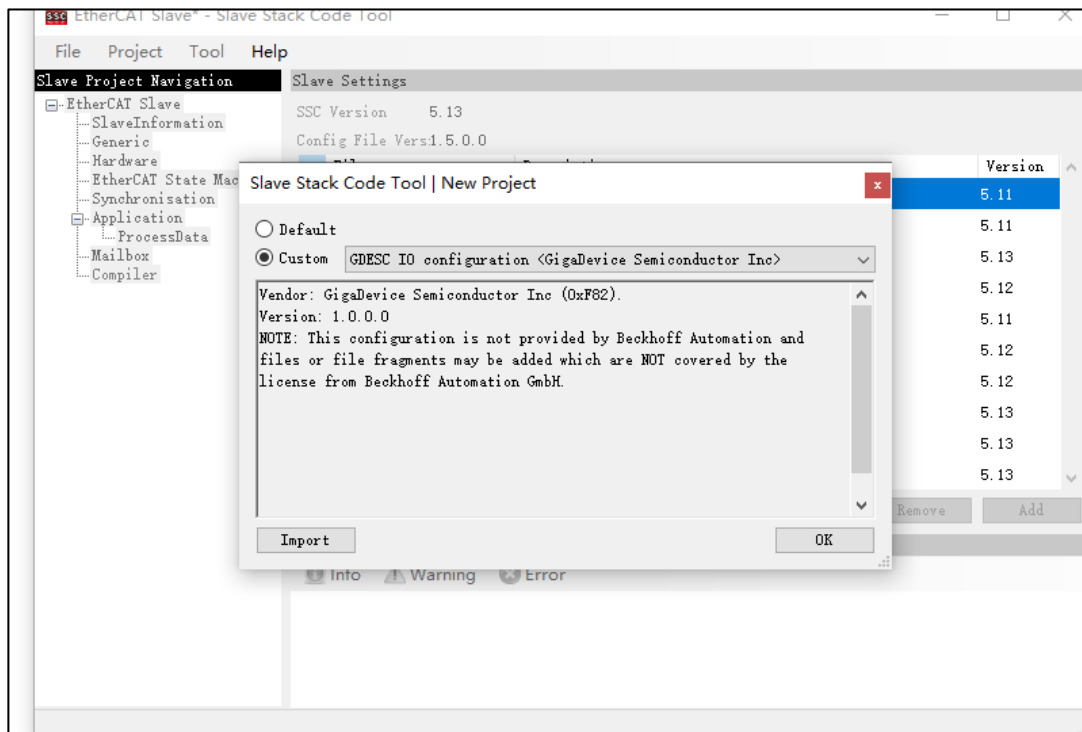 SSC EtherCAT Slave* - Slave Stack Code Tool
File Project Tool Help
Slave Project Navigation
EtherCAT Slave
SlaveInformation
Generic
Hardware
EtherCAT State Mac
Synchronisation
Application
ProcessData
Mailbox
Compiler
Slave Settings
SSC Version 5.13
Config File Vers:1.5.0.0
Version
5.11
5.11
5.13
5.12
5.11
5.12
5.12
5.13
5.13
5.13
Remove Add
Slave Stack Code Tool | New Project
x
Default
Custom GDESC IO configuration <GigaDevice Semiconductor Inc>
Vendor: GigaDevice Semiconductor Inc (0xF82).
Version: 1.0.0.0
NOTE: This configuration is not provided by Beckhoff Automation and
files or file fragments may be added which are NOT covered by the
license from Beckhoff Automation GmbH.
Import OK
Info Warning Error